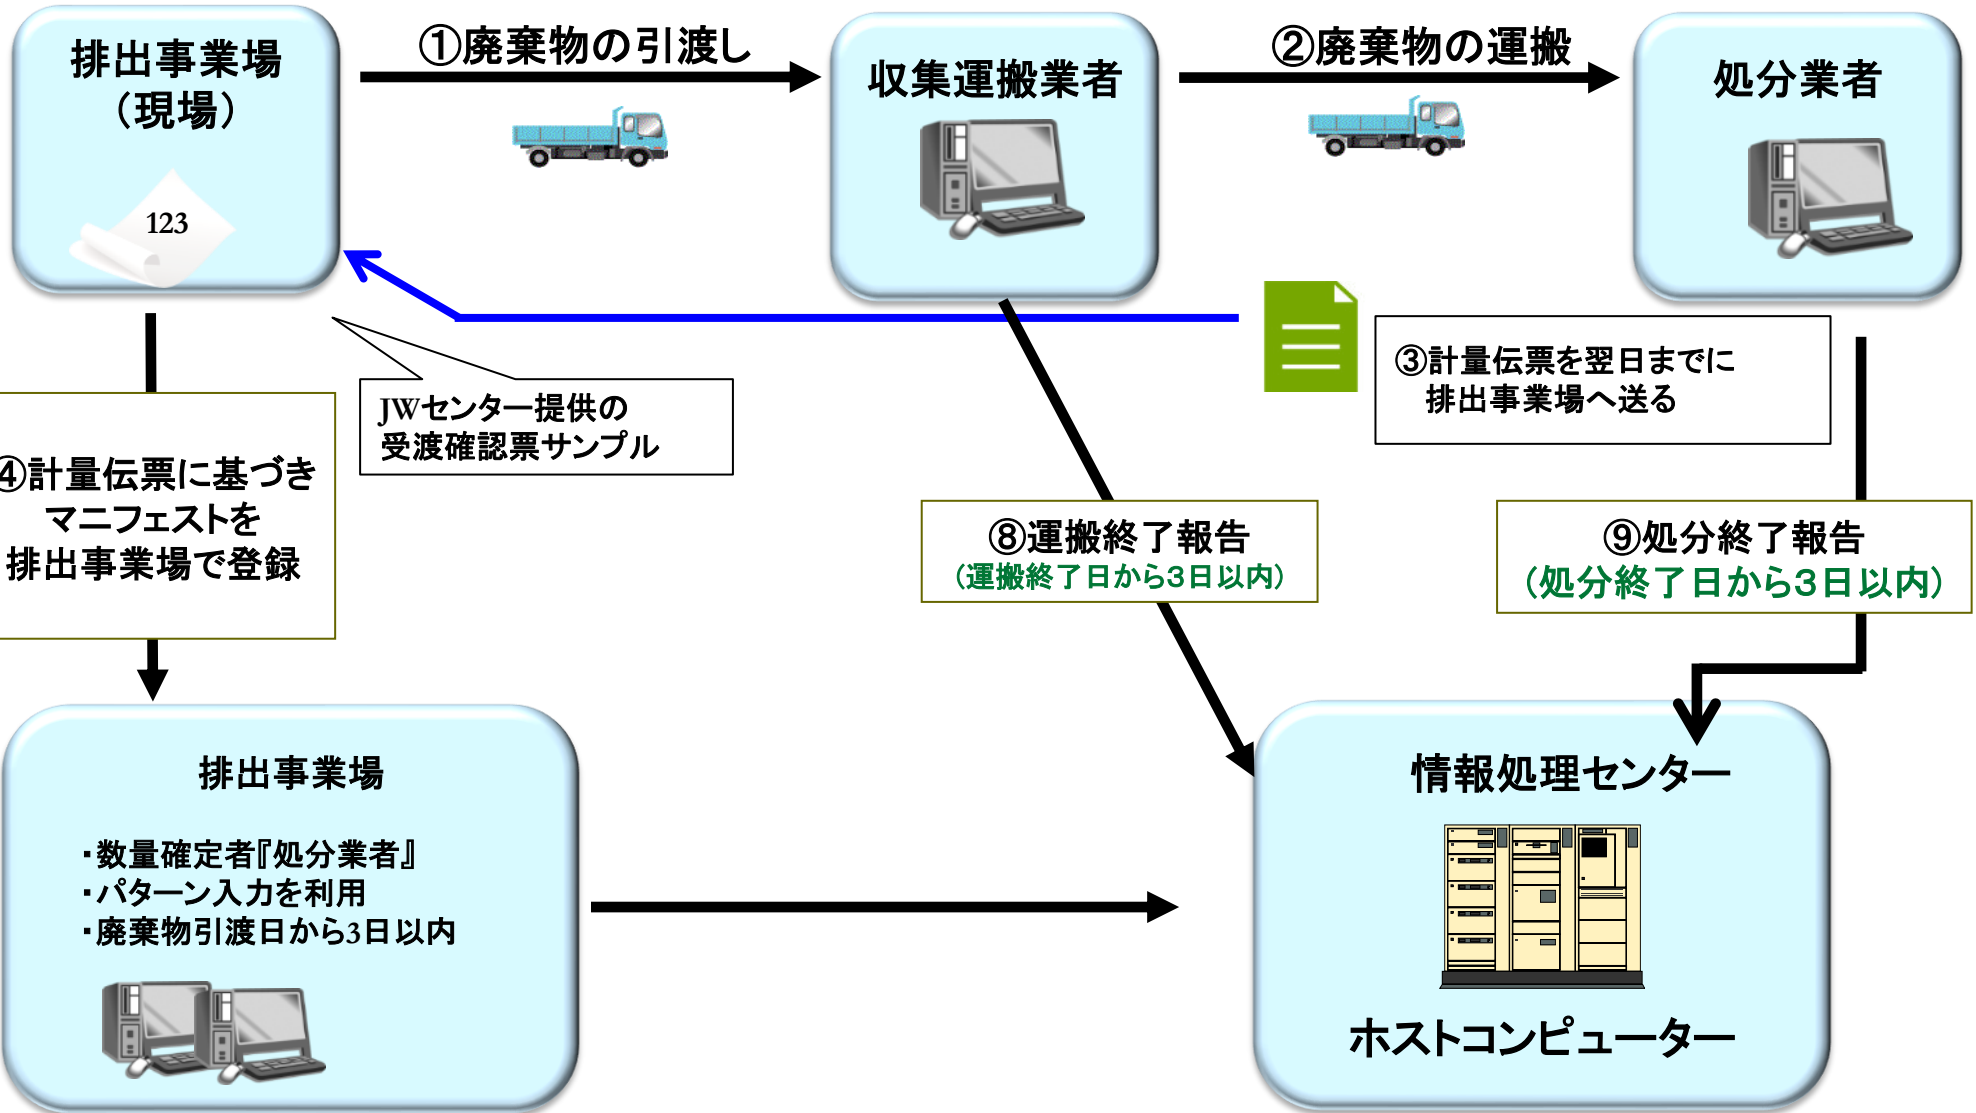 排出事業場
（現場）
123
①廃棄物の引渡し
収集運搬業者
②廃棄物の運搬
処分業者
③計量伝票を翌日までに
排出事業場へ送る
JWセンター提供の
受渡確認票サンプル
④計量伝票に基づき
マニフェストを
排出事業場で登録
⑧運搬終了報告
（運搬終了日から３日以内）
⑨処分終了報告
（処分終了日から３日以内）
排出事業場
・数量確定者『処分業者』
・パターン入力を利用
・廃棄物引渡日から3日以内
情報処理センター
ホストコンピューター